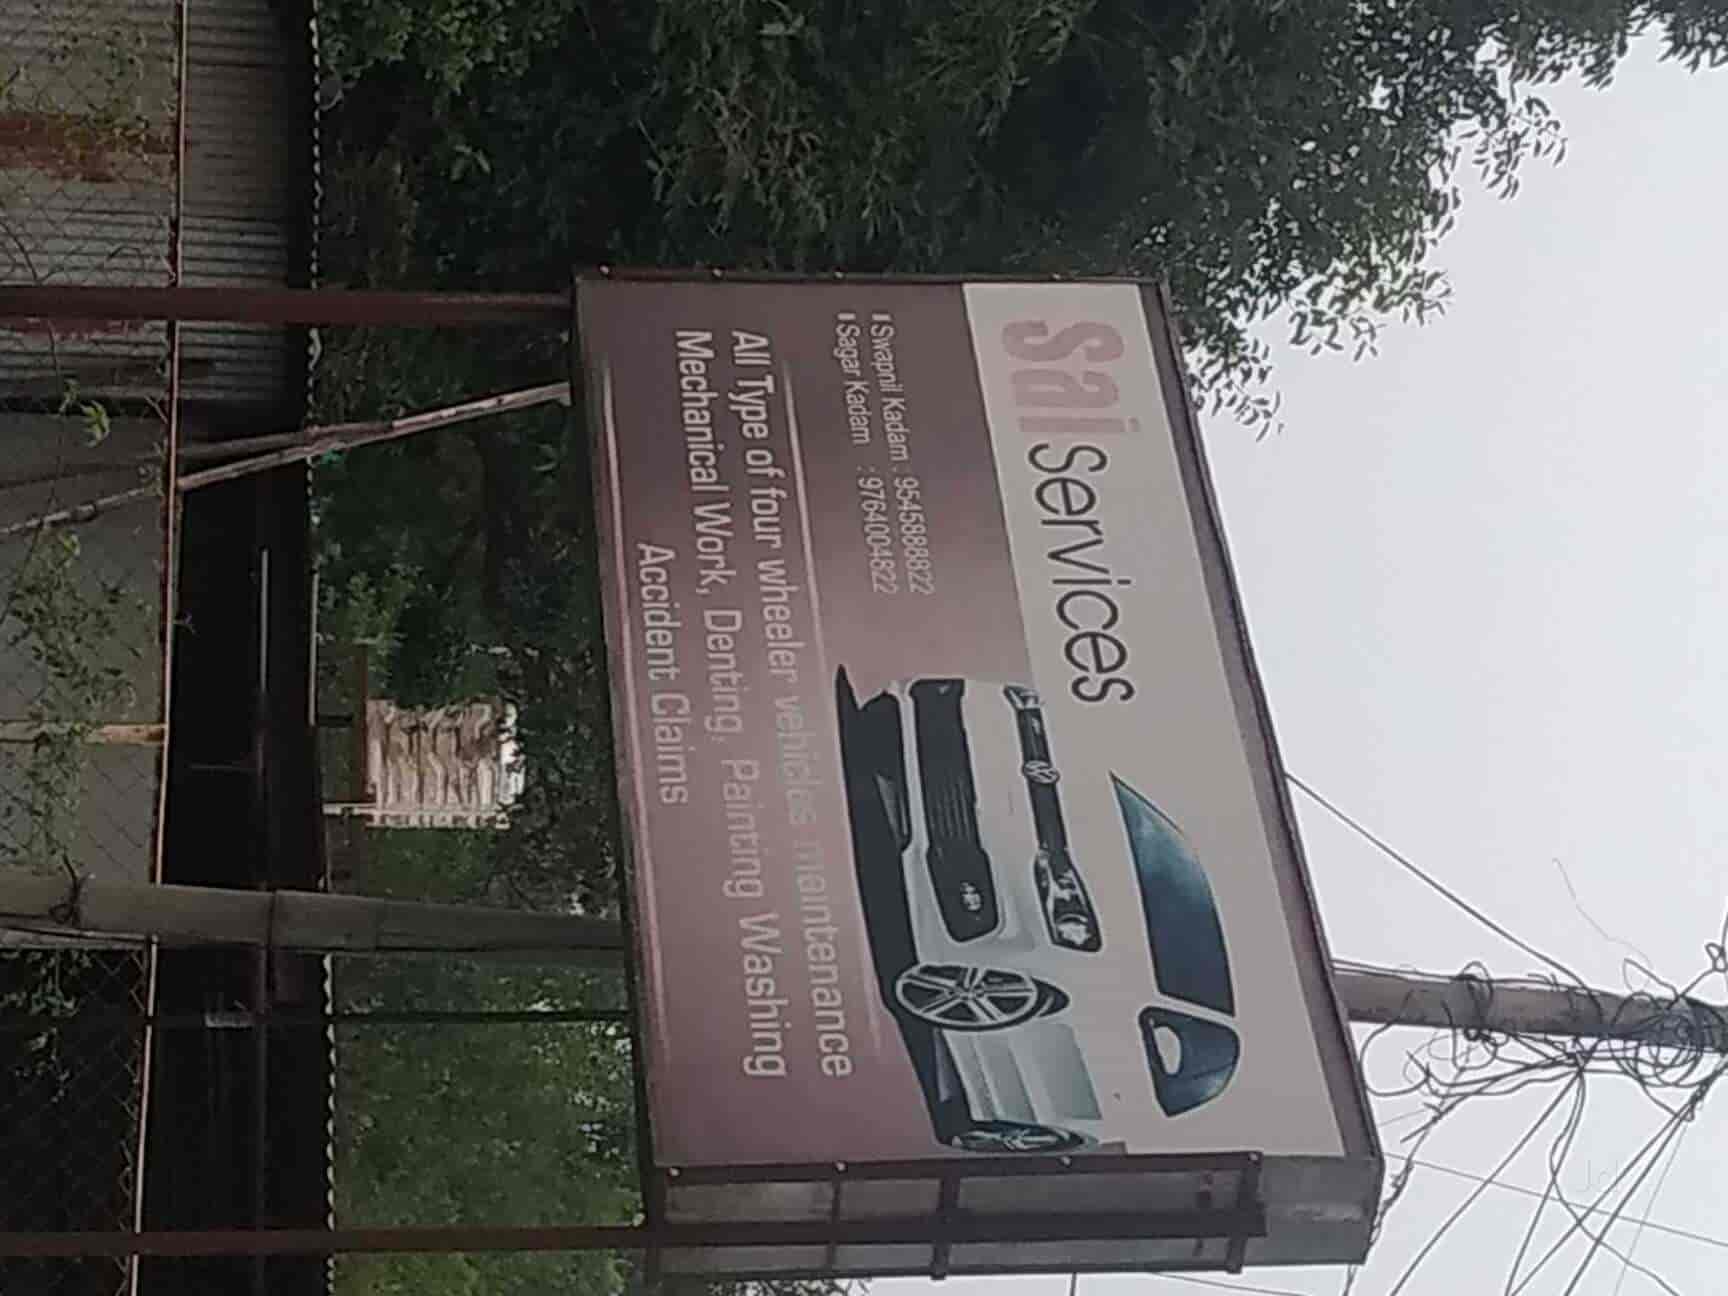 Sai Services
Swapnil Kadam : 9545888822
Sagar Kadam : 9764004822
All Type of four wheeler vehicles maintenance
Mechanical Work, Denting, Painting Washing
Accident Claims